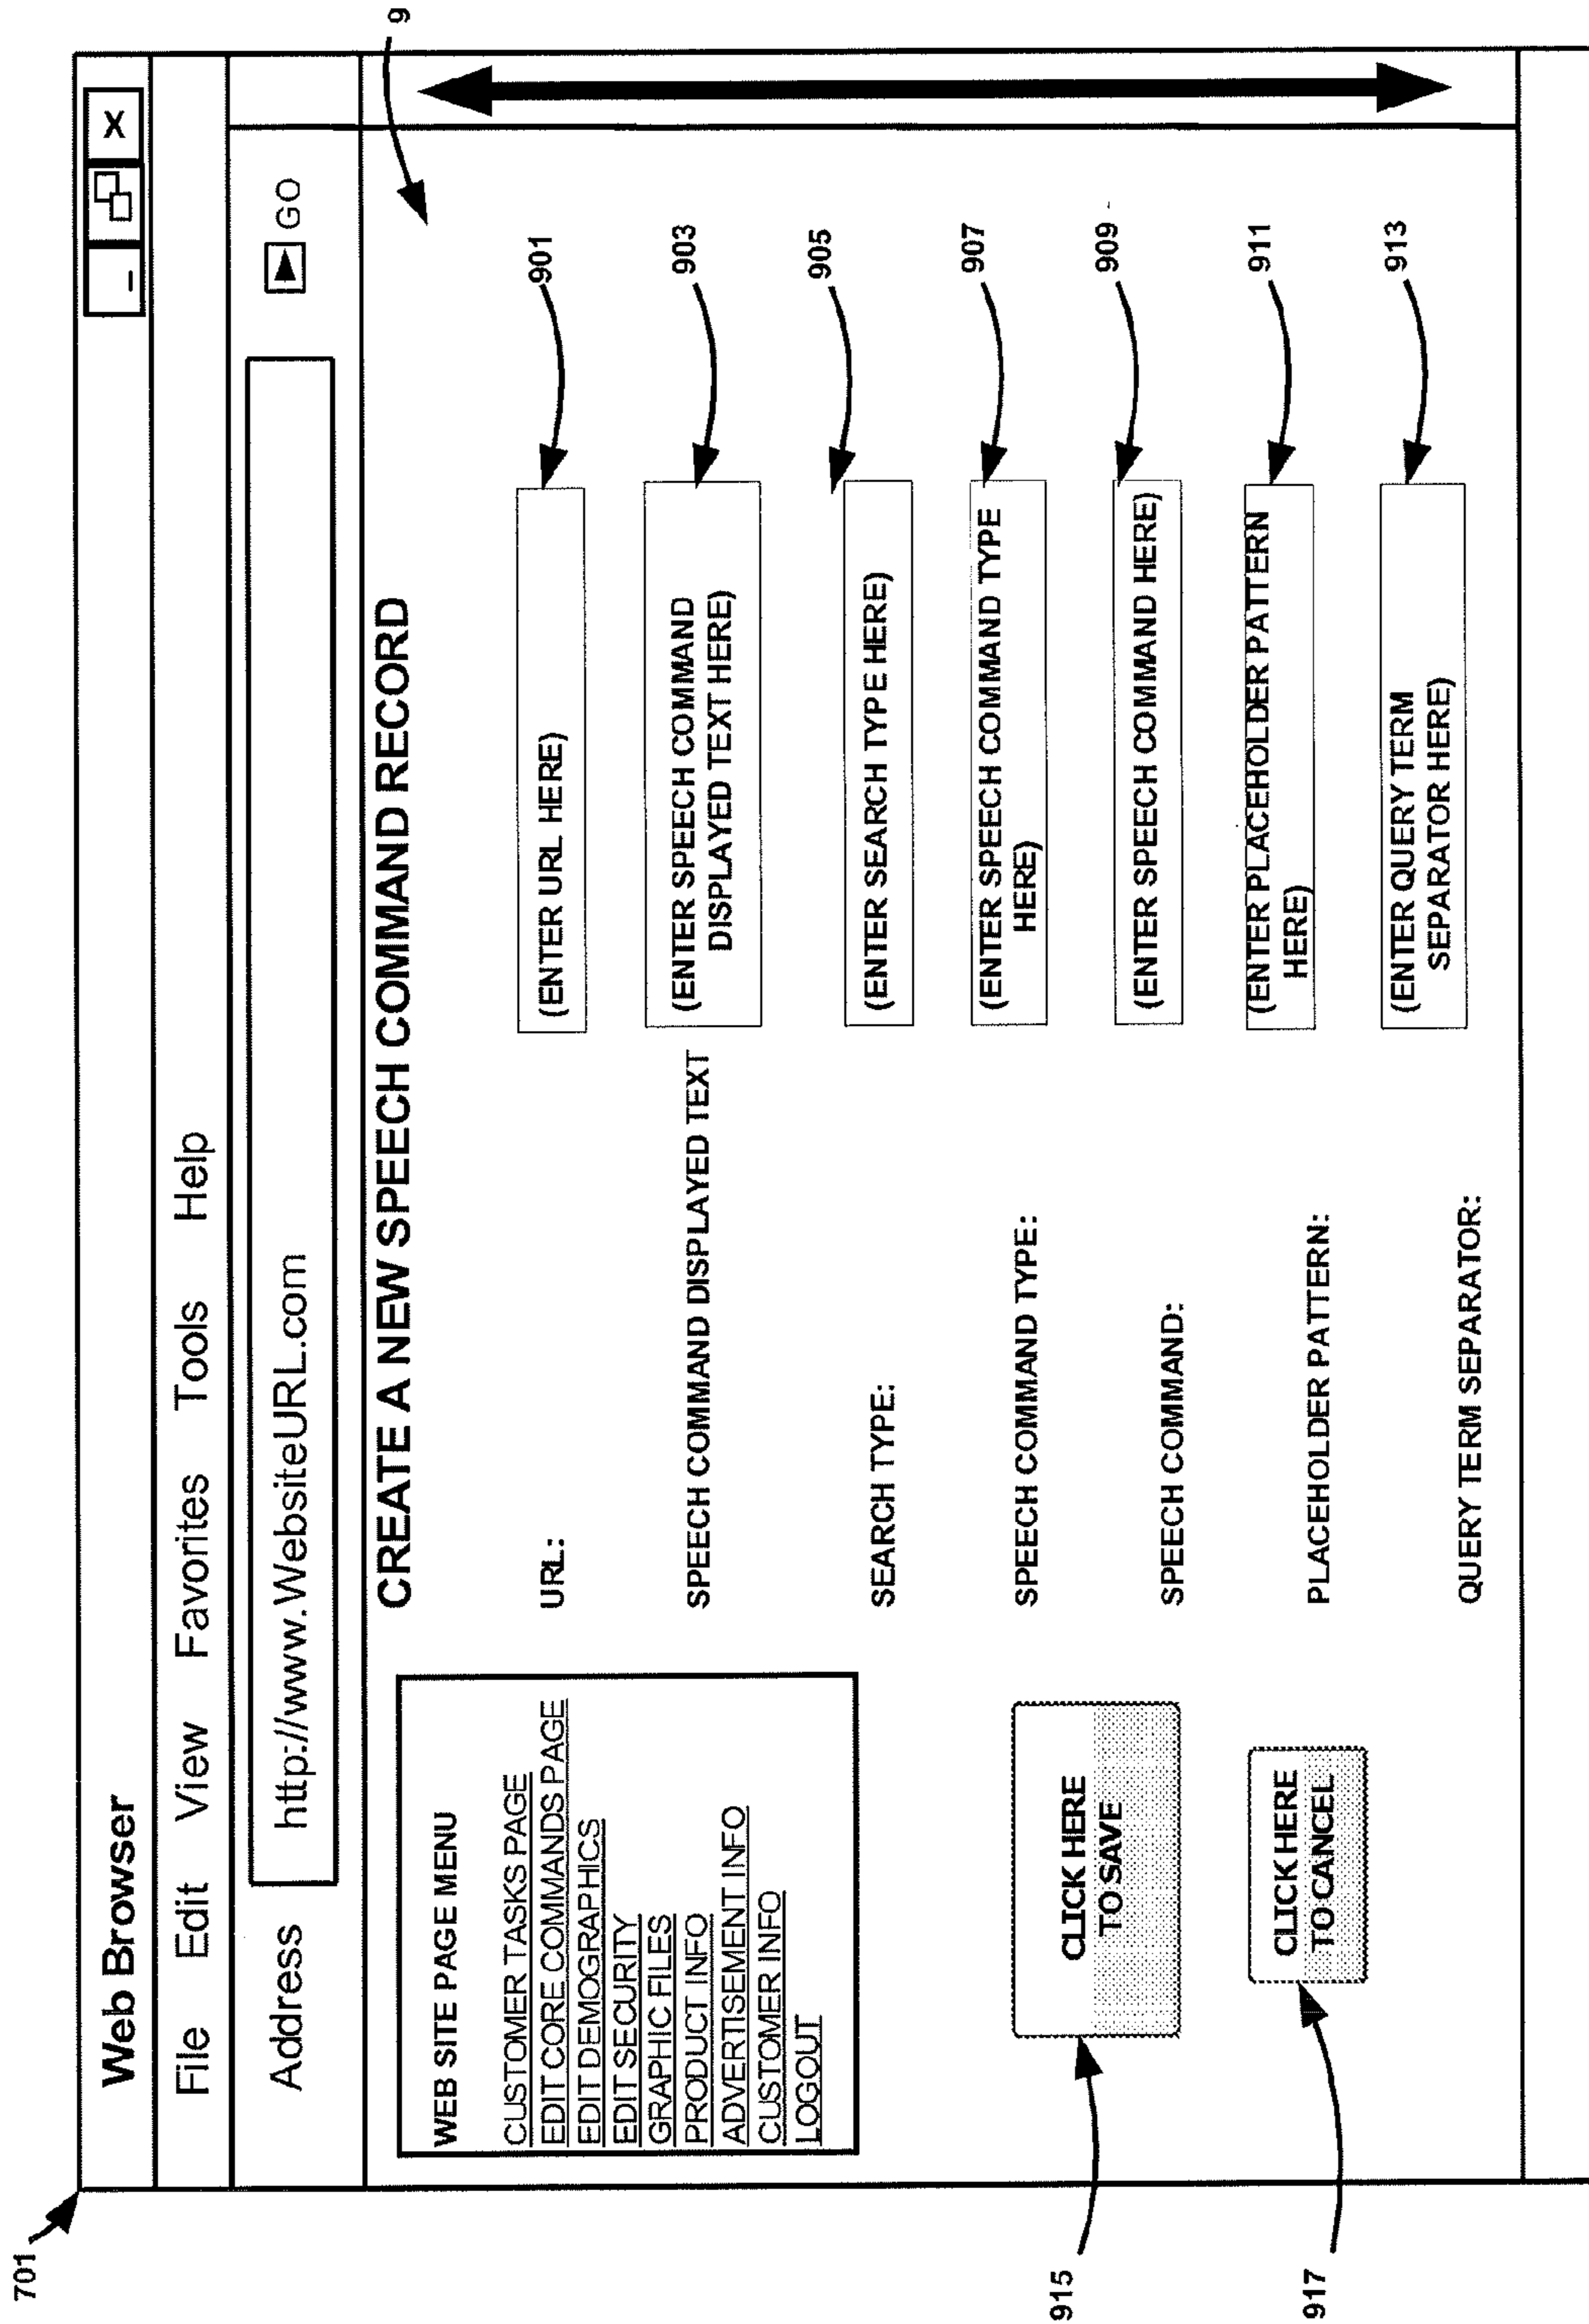 701
Web Browser
_ X
File Edit View Favorites Tools Help
Address http://www.WebsiteURL.com GO
CREATE A NEW SPEECH COMMAND RECORD
9
WEB SITE PAGE MENU
CUSTOMER TASKS PAGE
EDIT CORE COMMANDS PAGE
EDIT DEMOGRAPHICS
EDIT SECURITY
GRAPHIC FILES
PRODUCT INFO
ADVERTISEMENT INFO
CUSTOMER INFO
LOGOUT
915
CLICK HERE
TO SAVE
917
CLICK HERE
TO CANCEL
URL:
(ENTER URL HERE)
901
SPEECH COMMAND DISPLAYED TEXT
(ENTER SPEECH COMMAND
DISPLAYED TEXT HERE)
903
SEARCH TYPE:
(ENTER SEARCH TYPE HERE)
905
SPEECH COMMAND TYPE:
(ENTER SPEECH COMMAND TYPE
HERE)
907
SPEECH COMMAND:
(ENTER SPEECH COMMAND HERE)
909
PLACEHOLDER PATTERN:
(ENTER PLACEHOLDER PATTERN
HERE)
911
QUERY TERM SEPARATOR:
(ENTER QUERY TERM
SEPARATOR HERE)
913